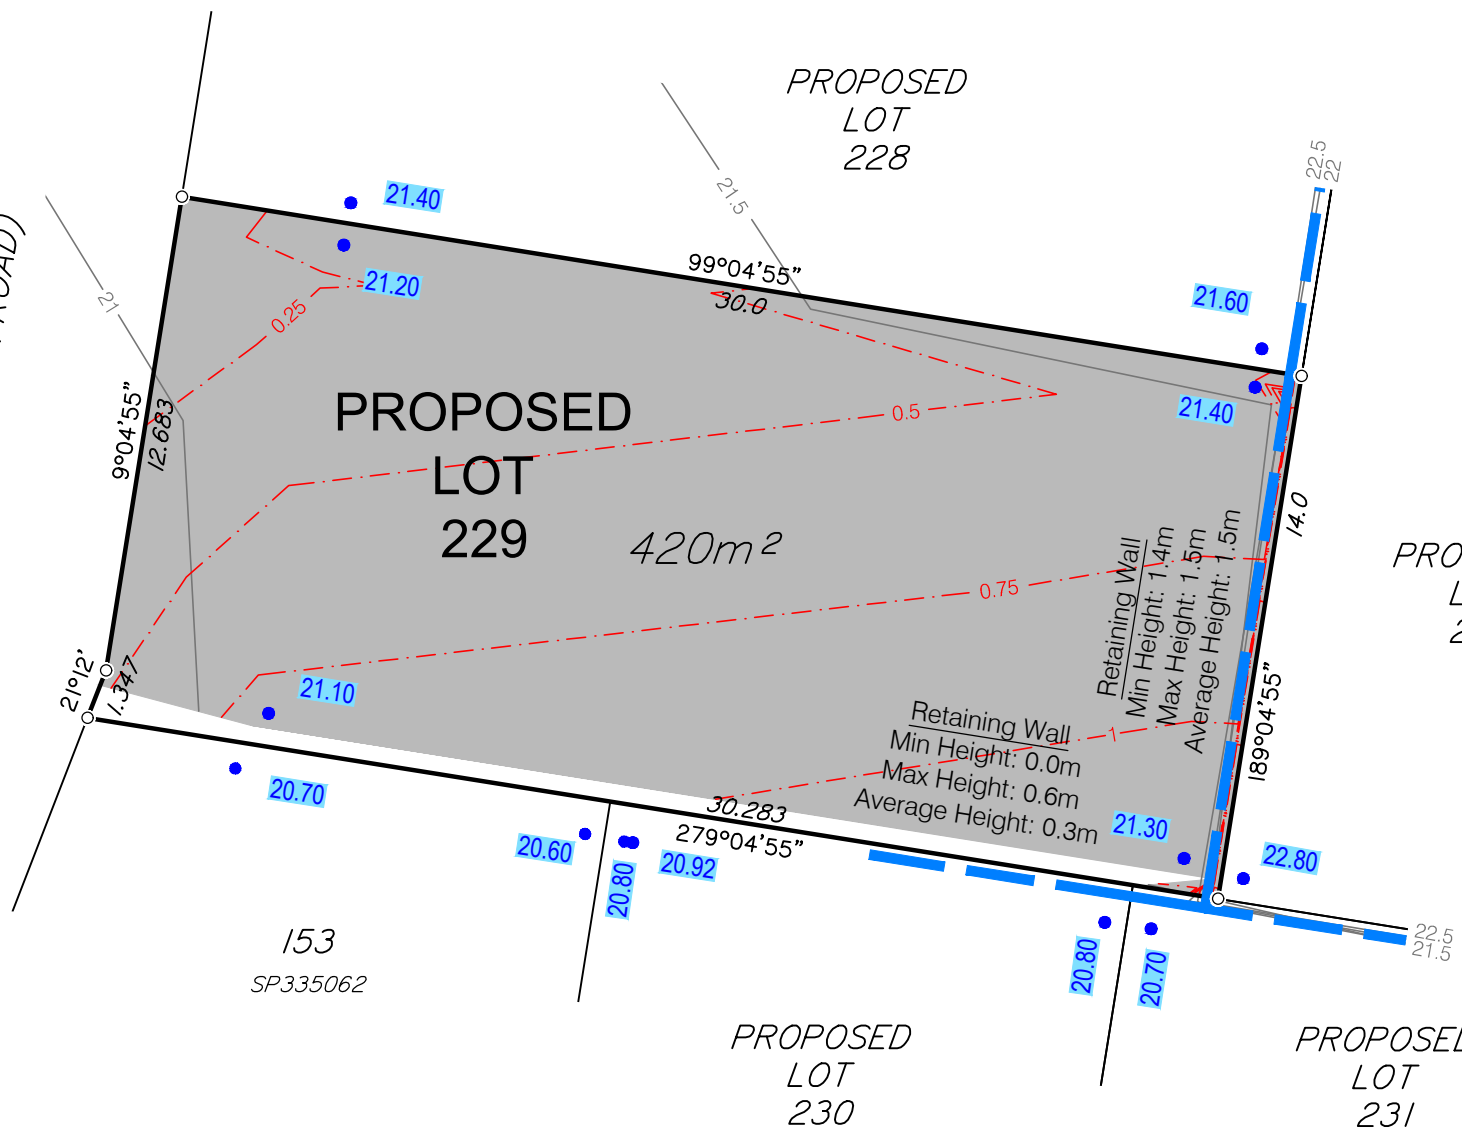 PROPOSED
LOT
228
22.5
22
21.40
21.5
21.20
99°04'55"
30.0
21.60
21.40
ROAD)
21
0.25
9°04'55"
12.683
PROPOSED
LOT
229
420m²
0.5
0.75
14.0
Retaining Wall
Min Height: 1.4m
Max Height: 1.5m
Average Height: 1.5m
PRO
21°12'
1.347
21.10
Retaining Wall
Min Height: 0.0m
Max Height: 0.6m
Average Height: 0.3m
1
189°04'55"
20.70
30.283
279°04'55"
21.30
22.80
20.60
20.80
20.92
20.80
20.70
22.5
21.5
153
SP335062
PROPOSED
LOT
230
PROPOSED
LOT
231